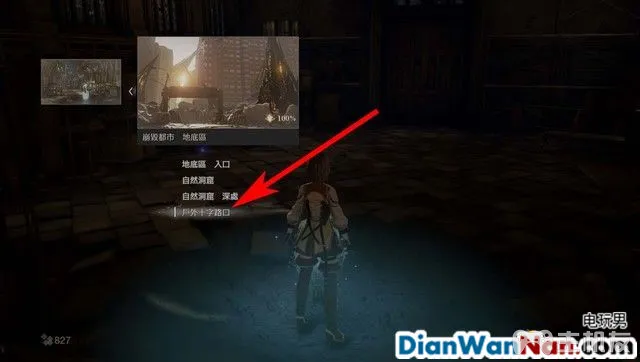 100%
崩毀都市 地底區
地底區 入口
自然洞窟
自然洞窟 深處
戶外十字路口
827
电玩男
DianWanNan.com